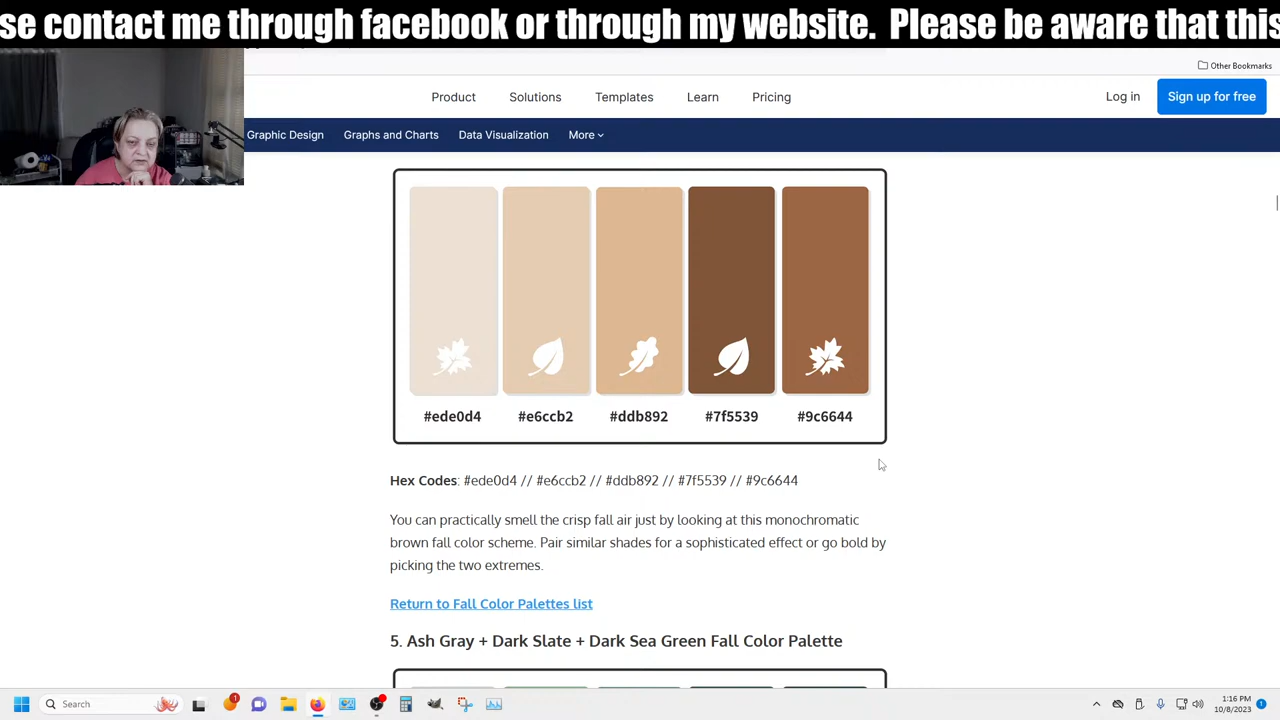 se contact me through facebook or through my website.  Please be aware that this
Other Bookmarks
Product Solutions Templates Learn Pricing Log in Sign up for free
Graphic Design Graphs and Charts Data Visualization More
#ede0d4 #e6ccb2 #ddb892 #7f5539 #9c6644
Hex Codes: #ede0d4 // #e6ccb2 // #ddb892 // #7f5539 // #9c6644
You can practically smell the crisp fall air just by looking at this monochromatic
brown fall color scheme. Pair similar shades for a sophisticated effect or go bold by
picking the two extremes.
Return to Fall Color Palettes list
5. Ash Gray + Dark Slate + Dark Sea Green Fall Color Palette
Search
1
1:16 PM
10/8/2023
1